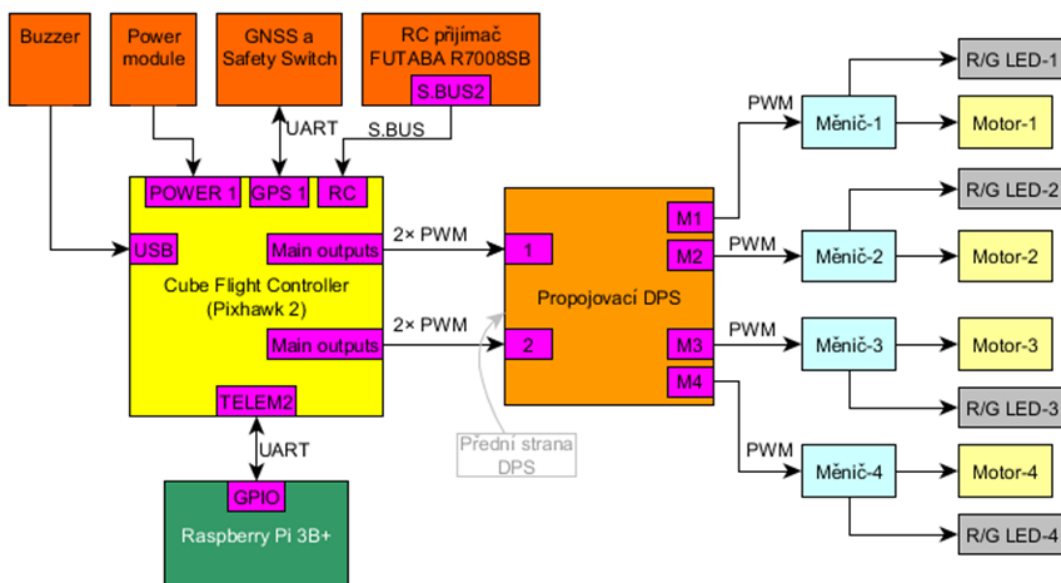 Buzzer
Power
module
GNSS a
Safety Switch
RC přijímač
FUTABA R7008SB
S.BUS2
UART
S.BUS
POWER 1
GPS 1
RC
USB
Main outputs
Cube Flight Controller
(Pixhawk 2)
Main outputs
TELEM2
2× PWM
2× PWM
UART
GPIO
Raspberry Pi 3B+
1
2
Propojovací DPS
M1
M2
M3
M4
Přední strana
DPS
PWM
PWM
PWM
PWM
Měnič-1
R/G LED-1
Motor-1
Měnič-2
R/G LED-2
Motor-2
Měnič-3
Motor-3
R/G LED-3
Měnič-4
Motor-4
R/G LED-4